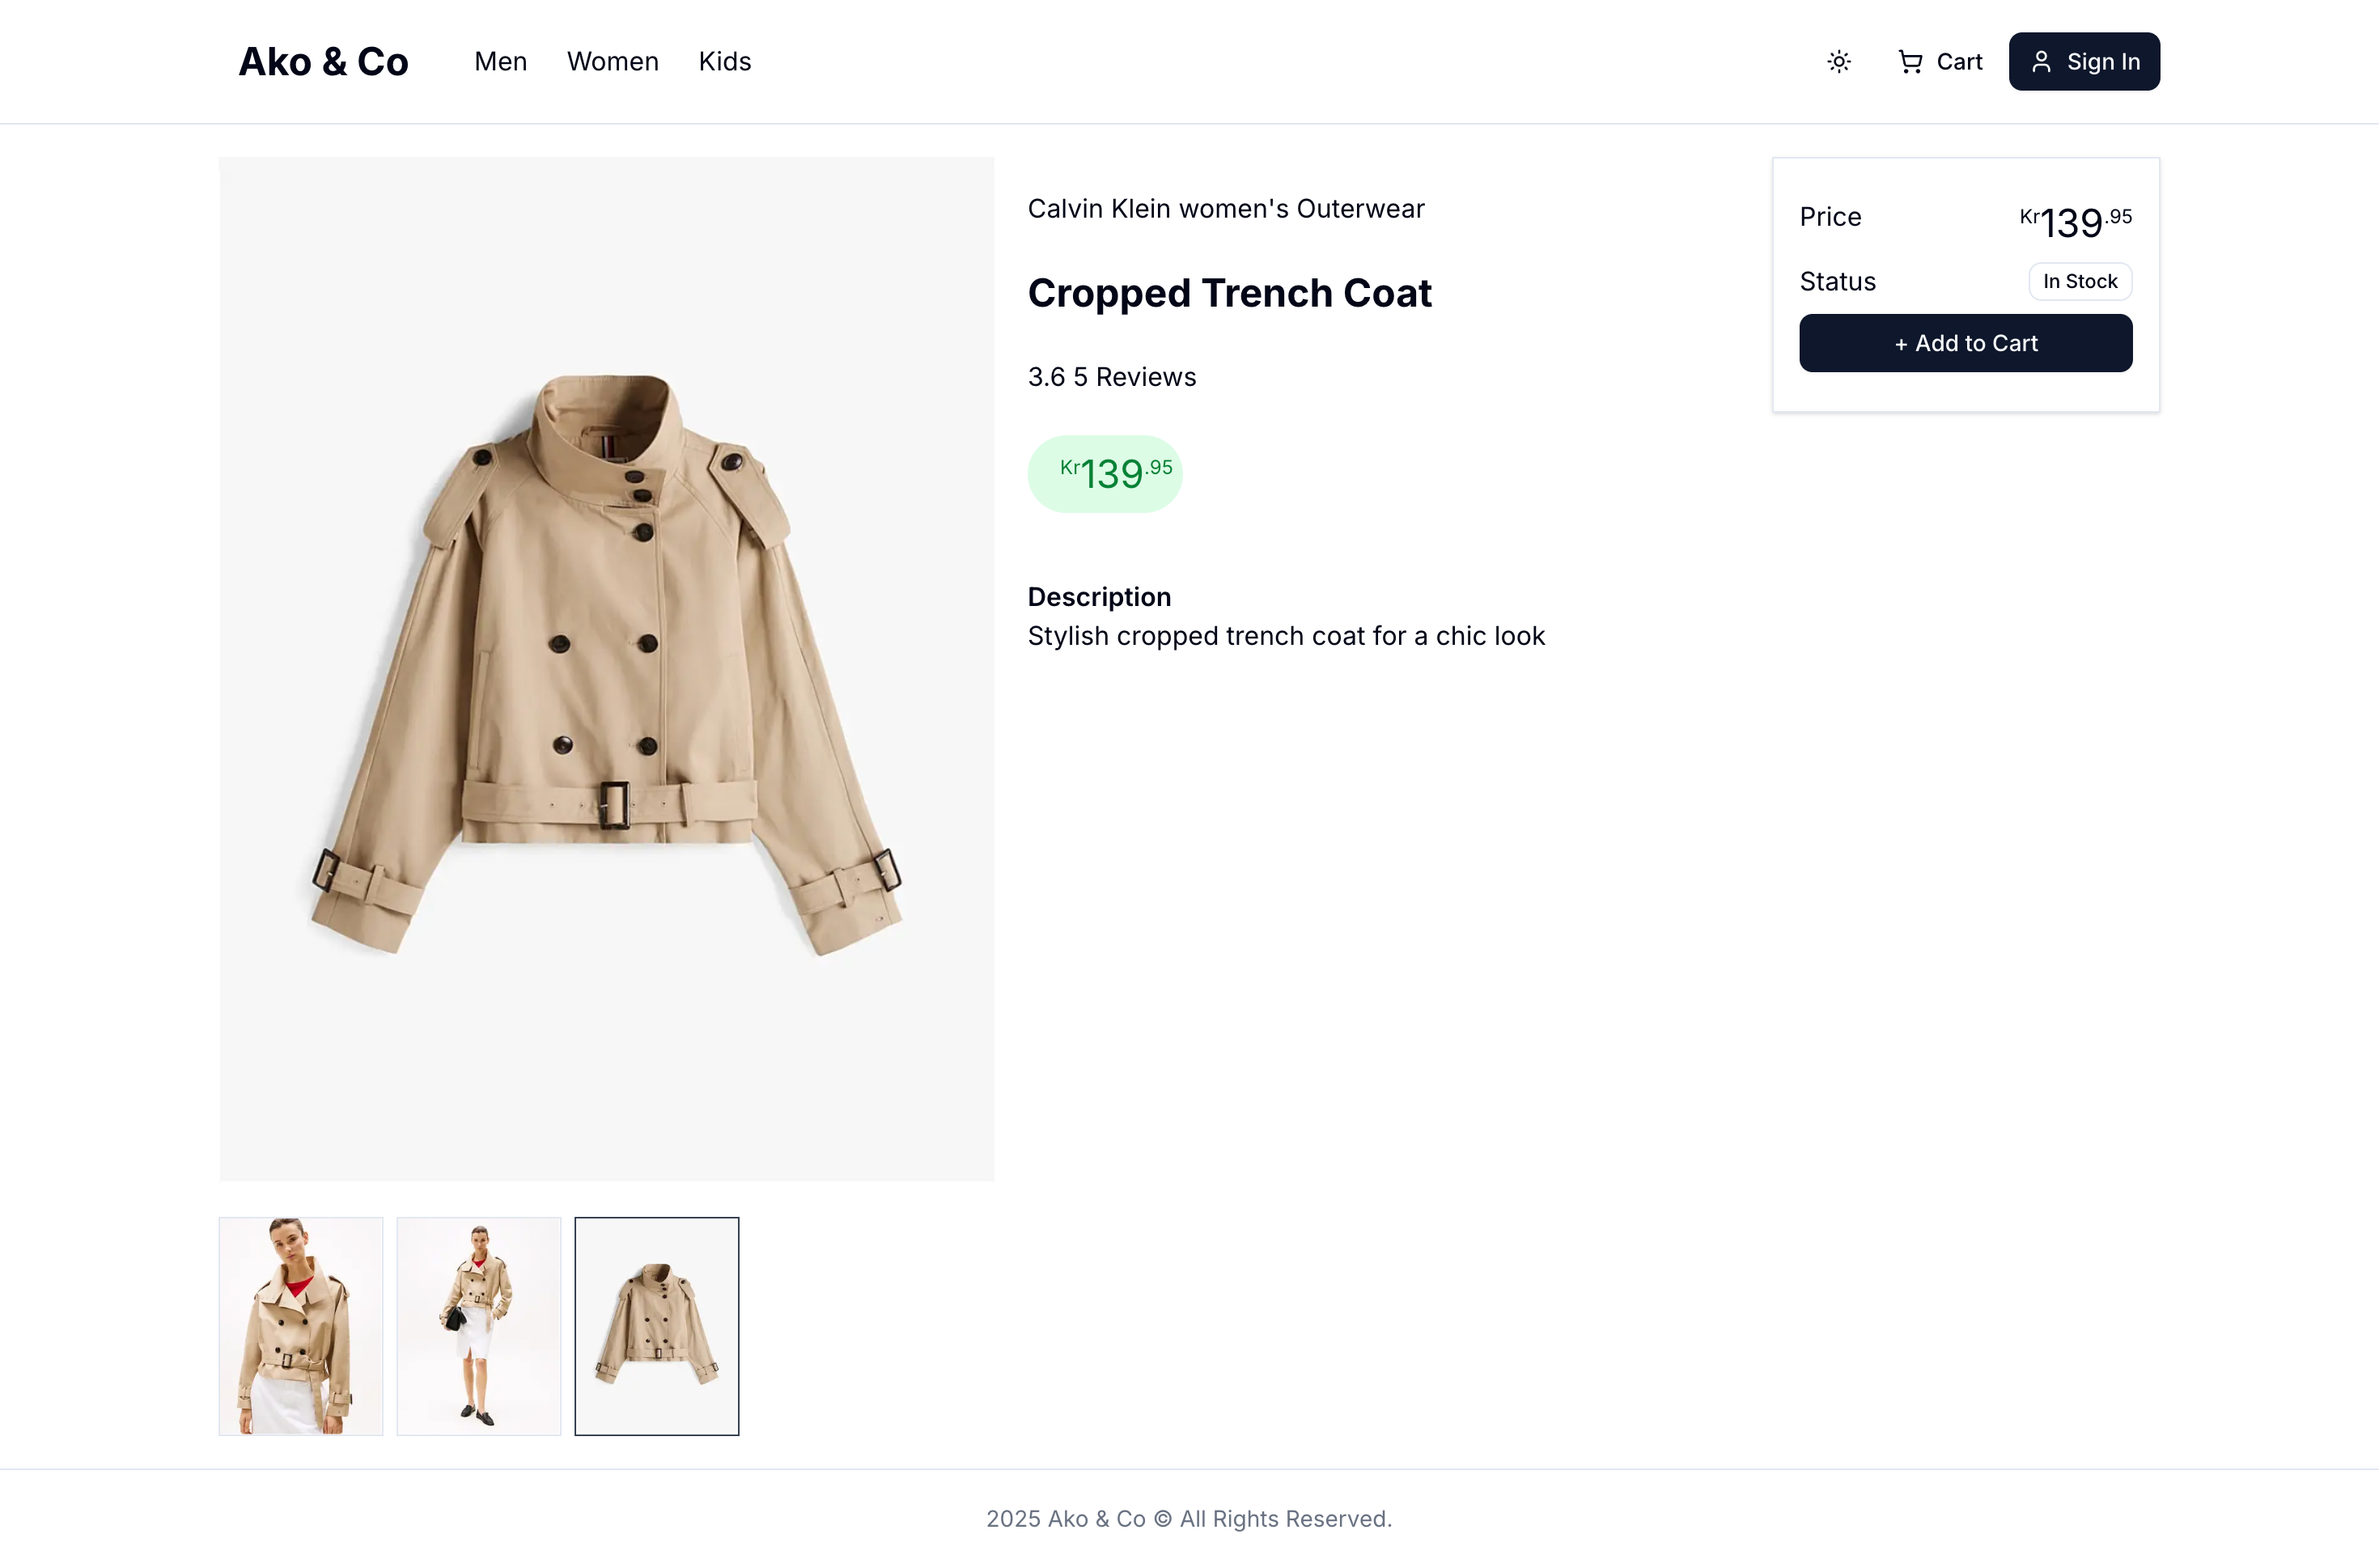 Ako & Co
Men
Women
Kids
Cart
Sign In
Calvin Klein women's Outerwear
Cropped Trench Coat
3.6 5 Reviews
Kr139.95
Description
Stylish cropped trench coat for a chic look
Price
Kr139.95
Status
In Stock
+ Add to Cart
2025 Ako & Co © All Rights Reserved.